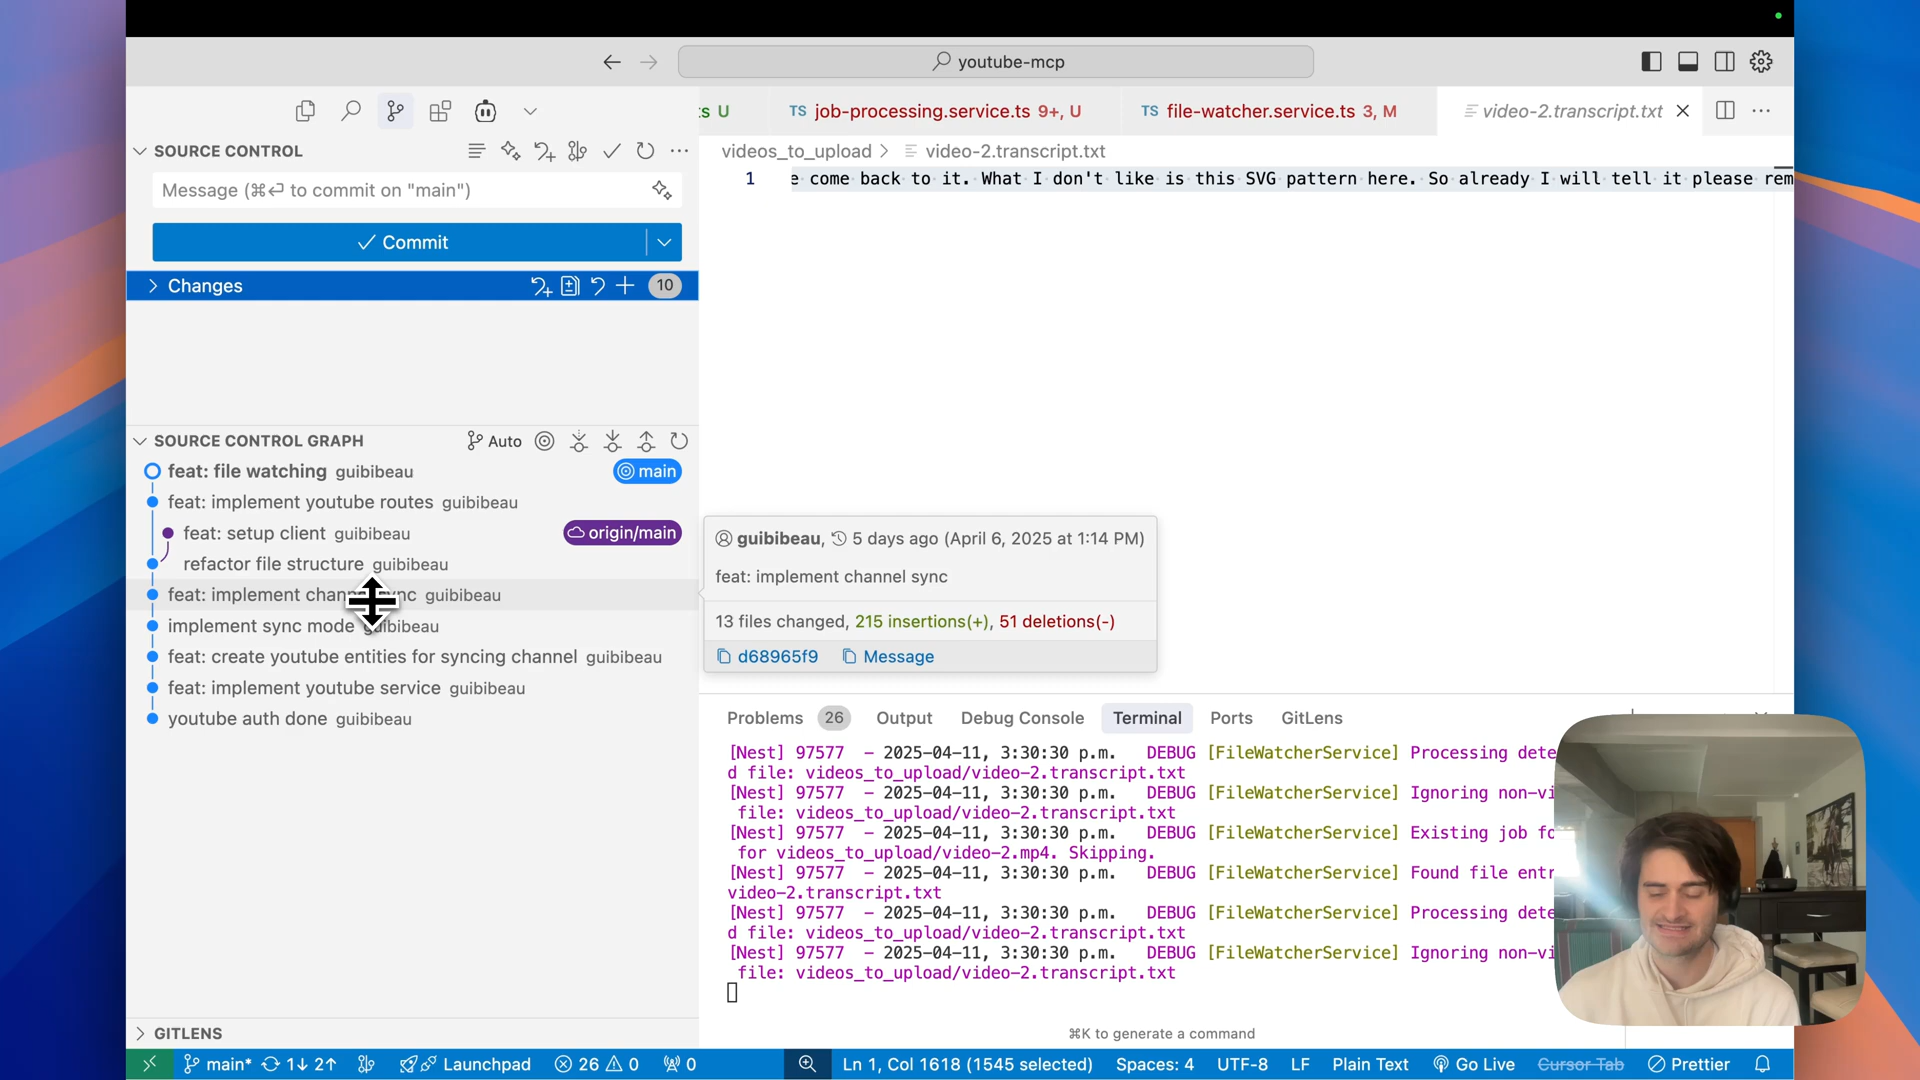 youtube-mcp
ts U
TS job-processing.service.ts 9+, U
TS file-watcher.service.ts 3, M
video-2.transcript.txt
SOURCE CONTROL
videos_to_upload > video-2.transcript.txt
Message (⌘⏎ to commit on "main")
1 e come back to it. What I don't like is this SVG pattern here. So already I will tell it please rem
Commit
Changes 10
SOURCE CONTROL GRAPH Auto
feat: file watching guibibeau main
feat: implement youtube routes guibibeau
feat: setup client guibibeau origin/main
refactor file structure guibibeau
feat: implement channel sync guibibeau
implement sync mode guibibeau
feat: create youtube entities for syncing channel guibibeau
feat: implement youtube service guibibeau
youtube auth done guibibeau
guibibeau, 5 days ago (April 6, 2025 at 1:14 PM)
feat: implement channel sync
13 files changed, 215 insertions(+), 51 deletions(-)
d68965f9 Message
Problems 26 Output Debug Console Terminal Ports GitLens
[Nest] 97577 - 2025-04-11, 3:30:30 p.m. DEBUG [FileWatcherService] Processing dete
d file: videos_to_upload/video-2.transcript.txt
[Nest] 97577 - 2025-04-11, 3:30:30 p.m. DEBUG [FileWatcherService] Ignoring non-vi
file: videos_to_upload/video-2.transcript.txt
[Nest] 97577 - 2025-04-11, 3:30:30 p.m. DEBUG [FileWatcherService] Existing job fo
for videos_to_upload/video-2.mp4. Skipping.
[Nest] 97577 - 2025-04-11, 3:30:30 p.m. DEBUG [FileWatcherService] Found file entr
video-2.transcript.txt
[Nest] 97577 - 2025-04-11, 3:30:30 p.m. DEBUG [FileWatcherService] Processing dete
d file: videos_to_upload/video-2.transcript.txt
[Nest] 97577 - 2025-04-11, 3:30:30 p.m. DEBUG [FileWatcherService] Ignoring non-vi
file: videos_to_upload/video-2.transcript.txt
⌘K to generate a command
GITLENS
main* 1↓ 2↑ Launchpad 26 0 0 Ln 1, Col 1618 (1545 selected) Spaces: 4 UTF-8 LF Plain Text Go Live Cursor Tab Prettier